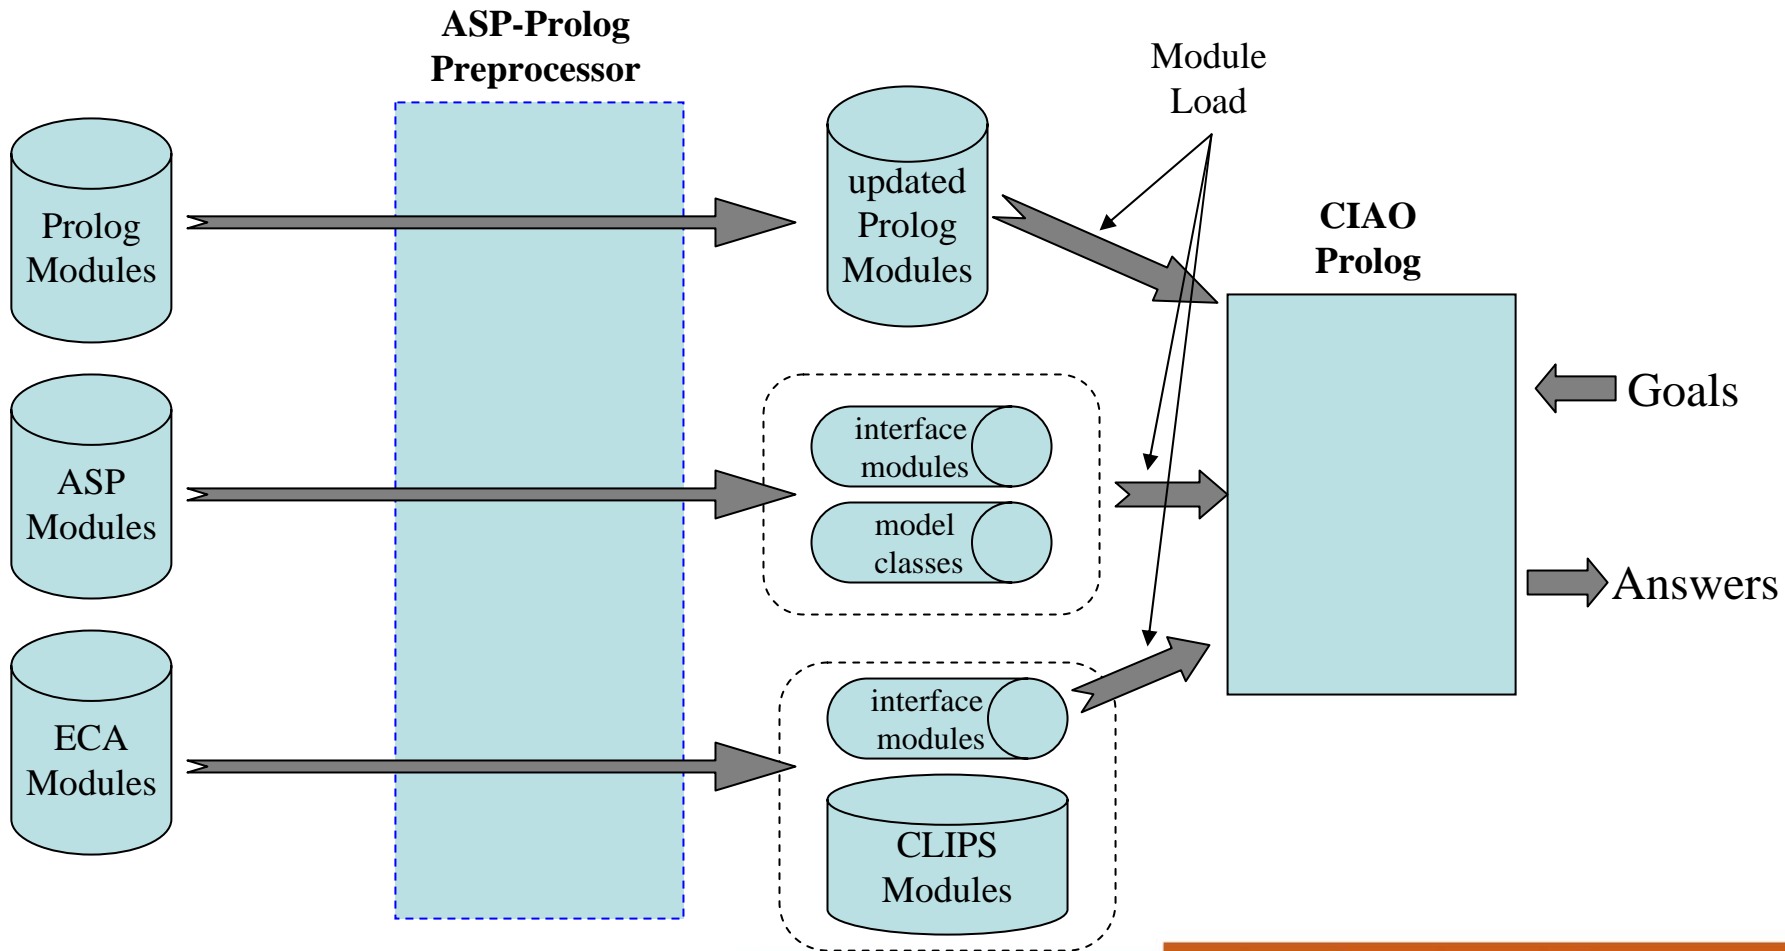 ASP-Prolog
Preprocessor
Module
Load
Prolog
Modules
updated
Prolog
Modules
CIAO
Prolog
Goals
ASP
Modules
interface
modules
model
classes
Answers
ECA
Modules
interface
modules
CLIPS
Modules